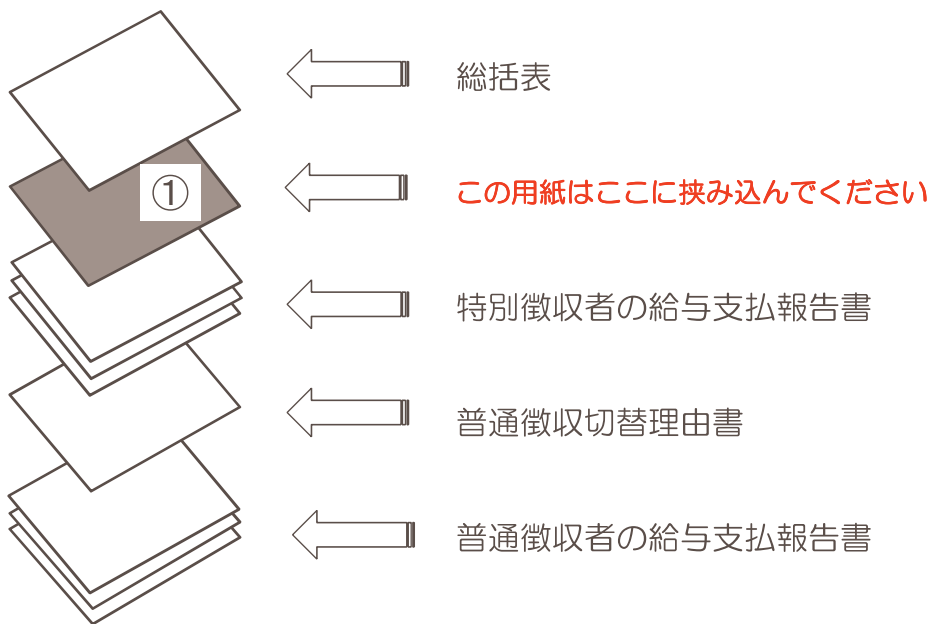 総括表
①
この用紙はここに挟み込んでください
特別徴収者の給与支払報告書
普通徴収切替理由書
普通徴収者の給与支払報告書